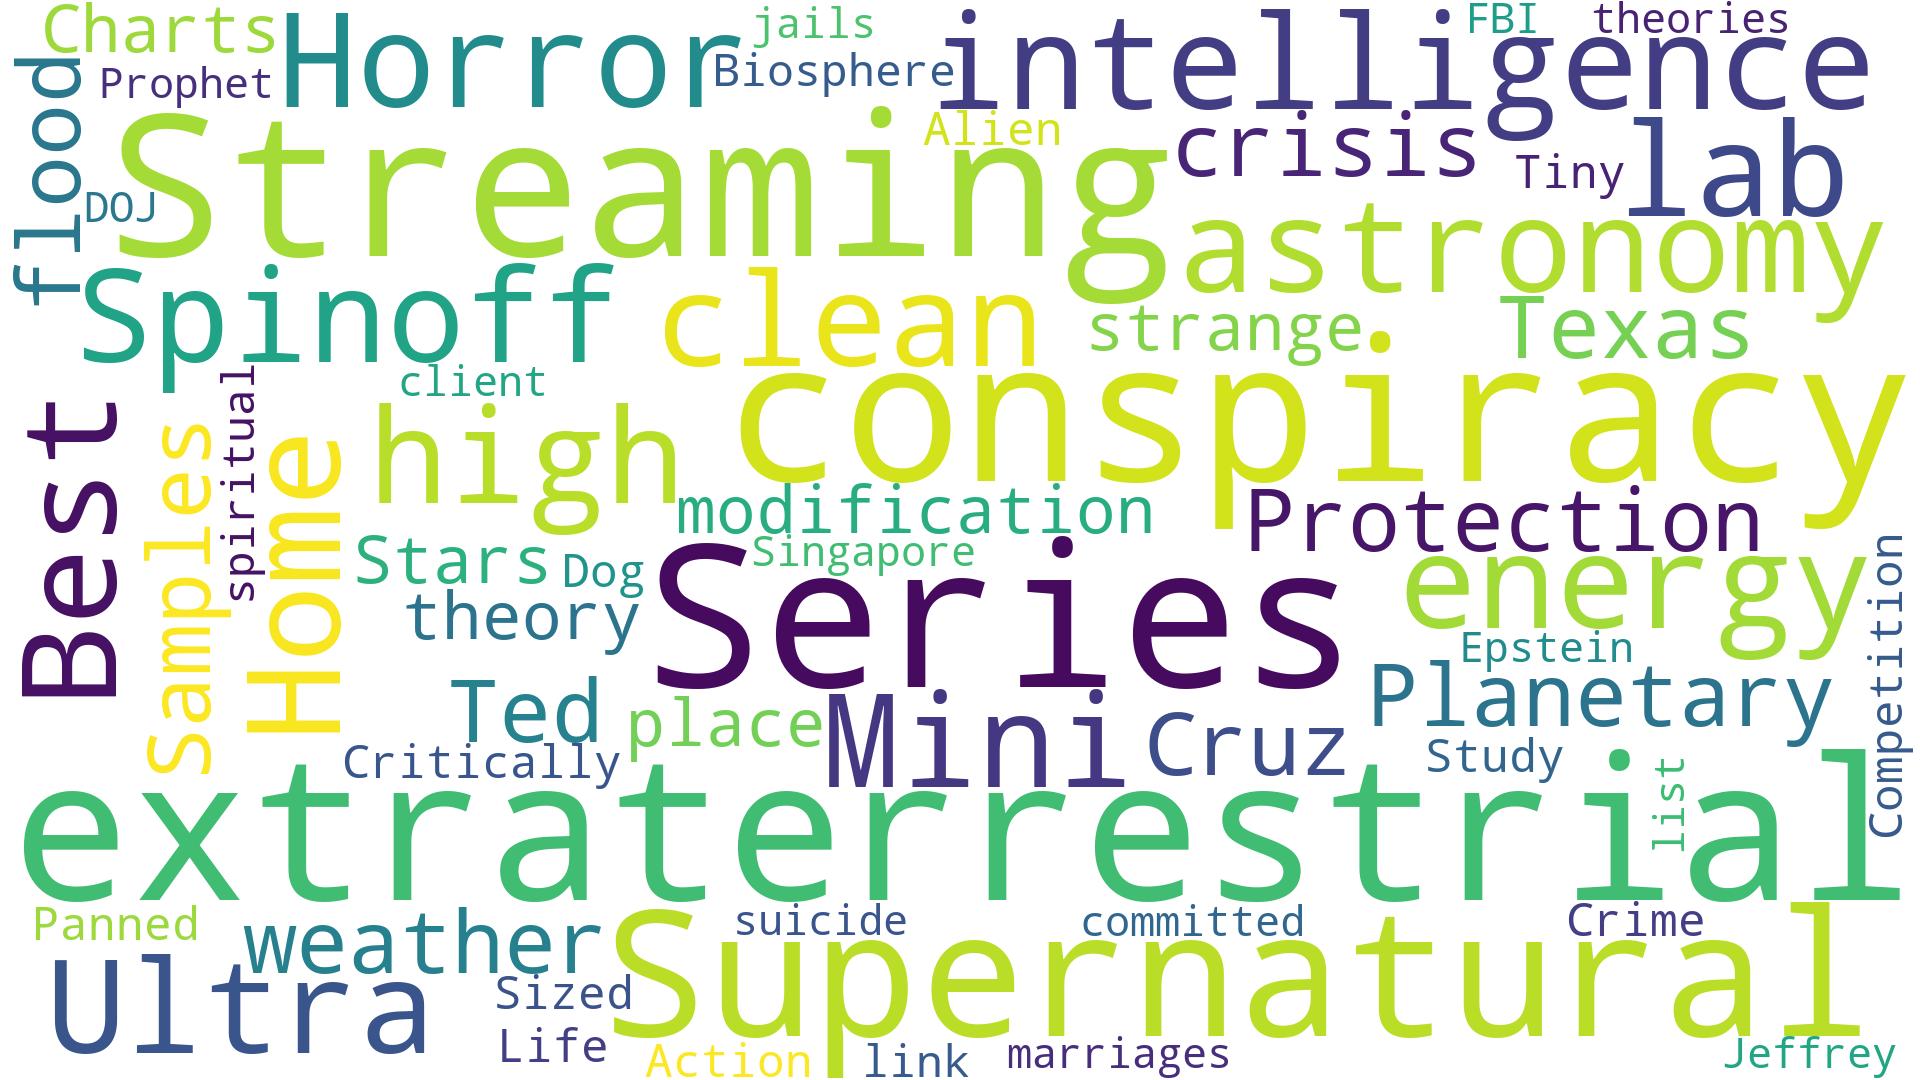 Charts
Horror
jails
intelligence
FBI
theories
Prophet
Biosphere
flood
Streaming
Alien
crisis
Tiny
lab
DOJ
astronomy
Spinoff
clean
strange
Texas
client
conspiracy
Best
Samples
spiritual
Home
high
modification
Protection
Stars
Dog
Singapore
Series
energy
Competition
theory
Epstein
Ted
place
Mini
Cruz
Planetary
Critically
Study
list
extraterrestrial
Panned
weather
suicide
committed
Crime
Supernatural
Ultra
Sized
Life
Action
link
marriages
Jeffrey